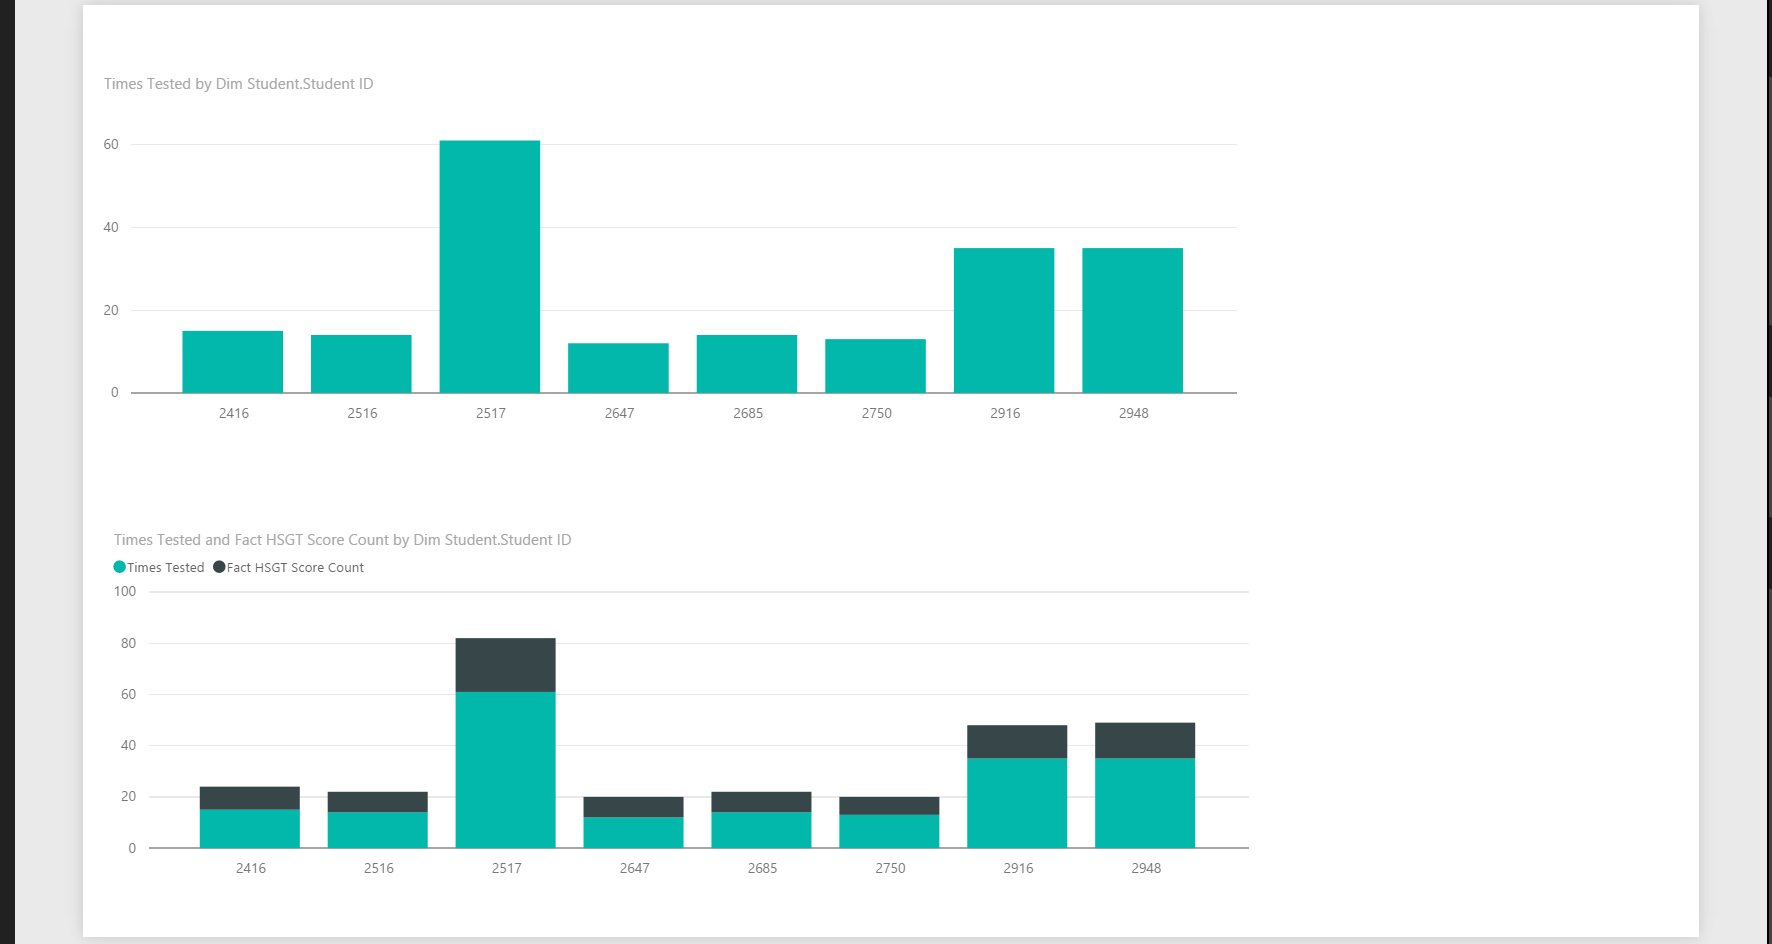 Times Tested by Dim Student.Student ID
60
40
20
0
2416 2516 2517 2647 2685 2750 2916 2948
Times Tested and Fact HSGT Score Count by Dim Student.Student ID
Times Tested Fact HSGT Score Count
100
80
60
40
20
0
2416 2516 2517 2647 2685 2750 2916 2948